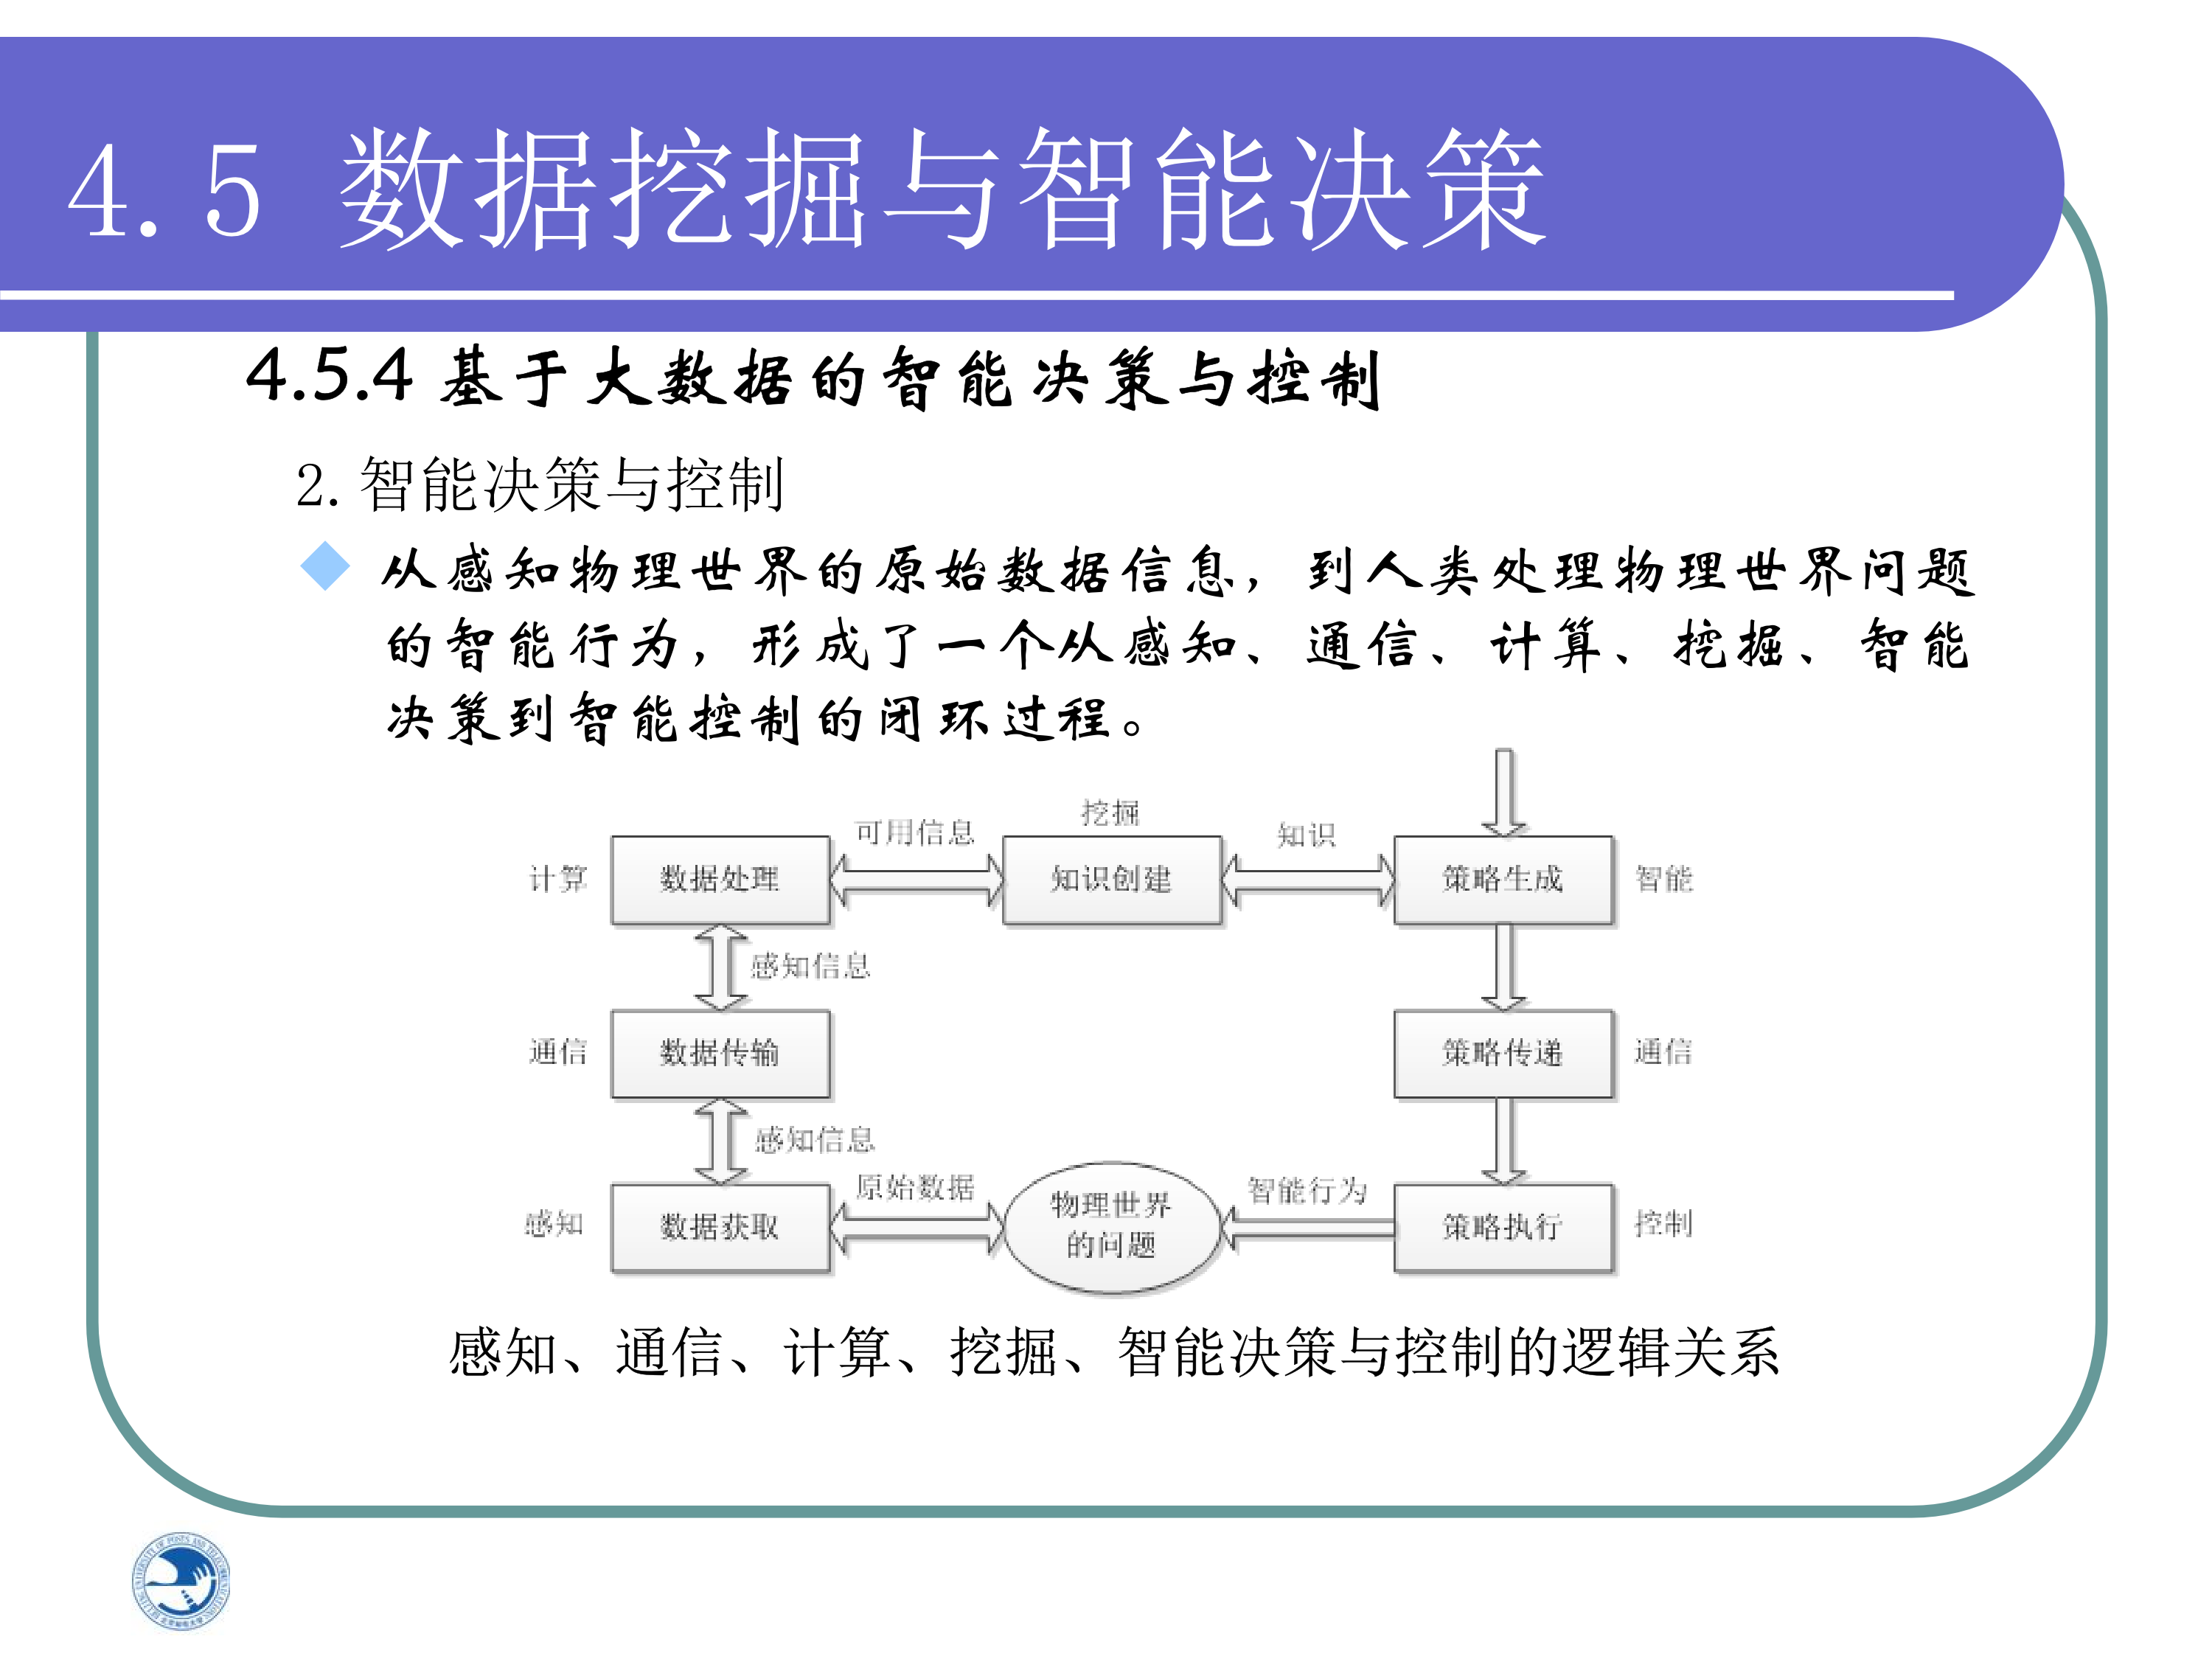 4.5 数据挖掘与智能决策
4.5.4 基于大数据的智能决策与控制
2. 智能决策与控制
从感知物理世界的原始数据信息，到人类处理物理世界问题
的智能行为，形成了一个从感知、通信、计算、挖掘、智能
决策到智能控制的闭环过程。
挖掘
可用信息
知识
计算
数据处理
知识创建
策略生成
智能
感知信息
通信
数据传输
策略传递
通信
感知信息
原始数据
智能行为
感知
数据获取
物理世界
的问题
策略执行
控制
感知、通信、计算、挖掘、智能决策与控制的逻辑关系